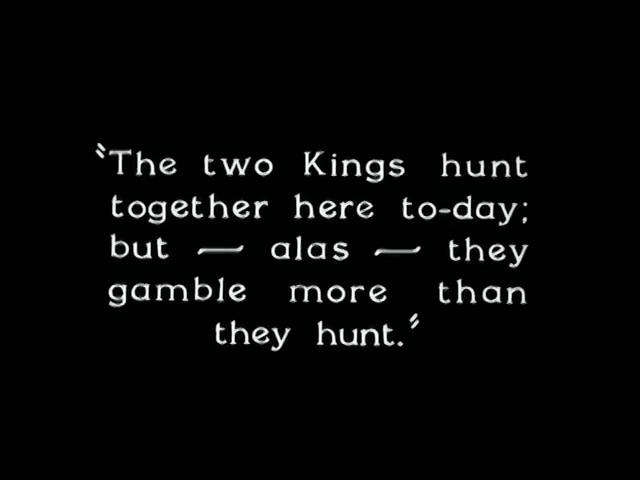 "The two Kings hunt
together here to-day;
but — alas — they
gamble more than
they hunt."